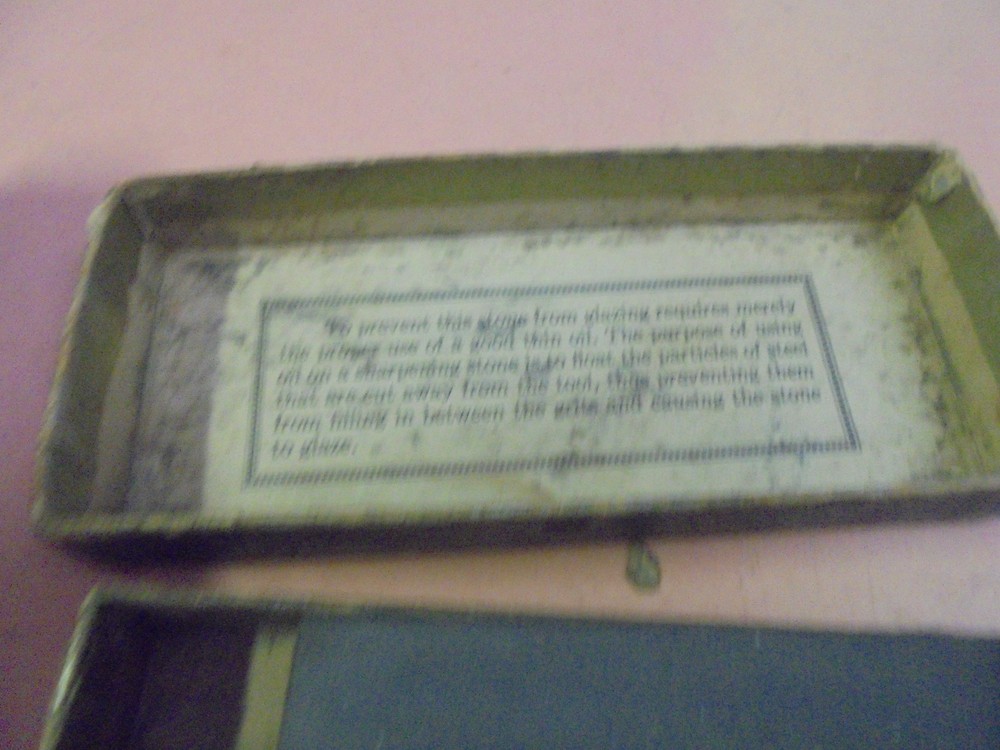 To prevent this stone from glazing requires merely
the proper use of a good thin oil. The purpose of using
oil on a sharpening stone is to float the particles of steel
that are cut away from the tool, thus preventing them
from filling in between the grits and causing the stone
to glaze.